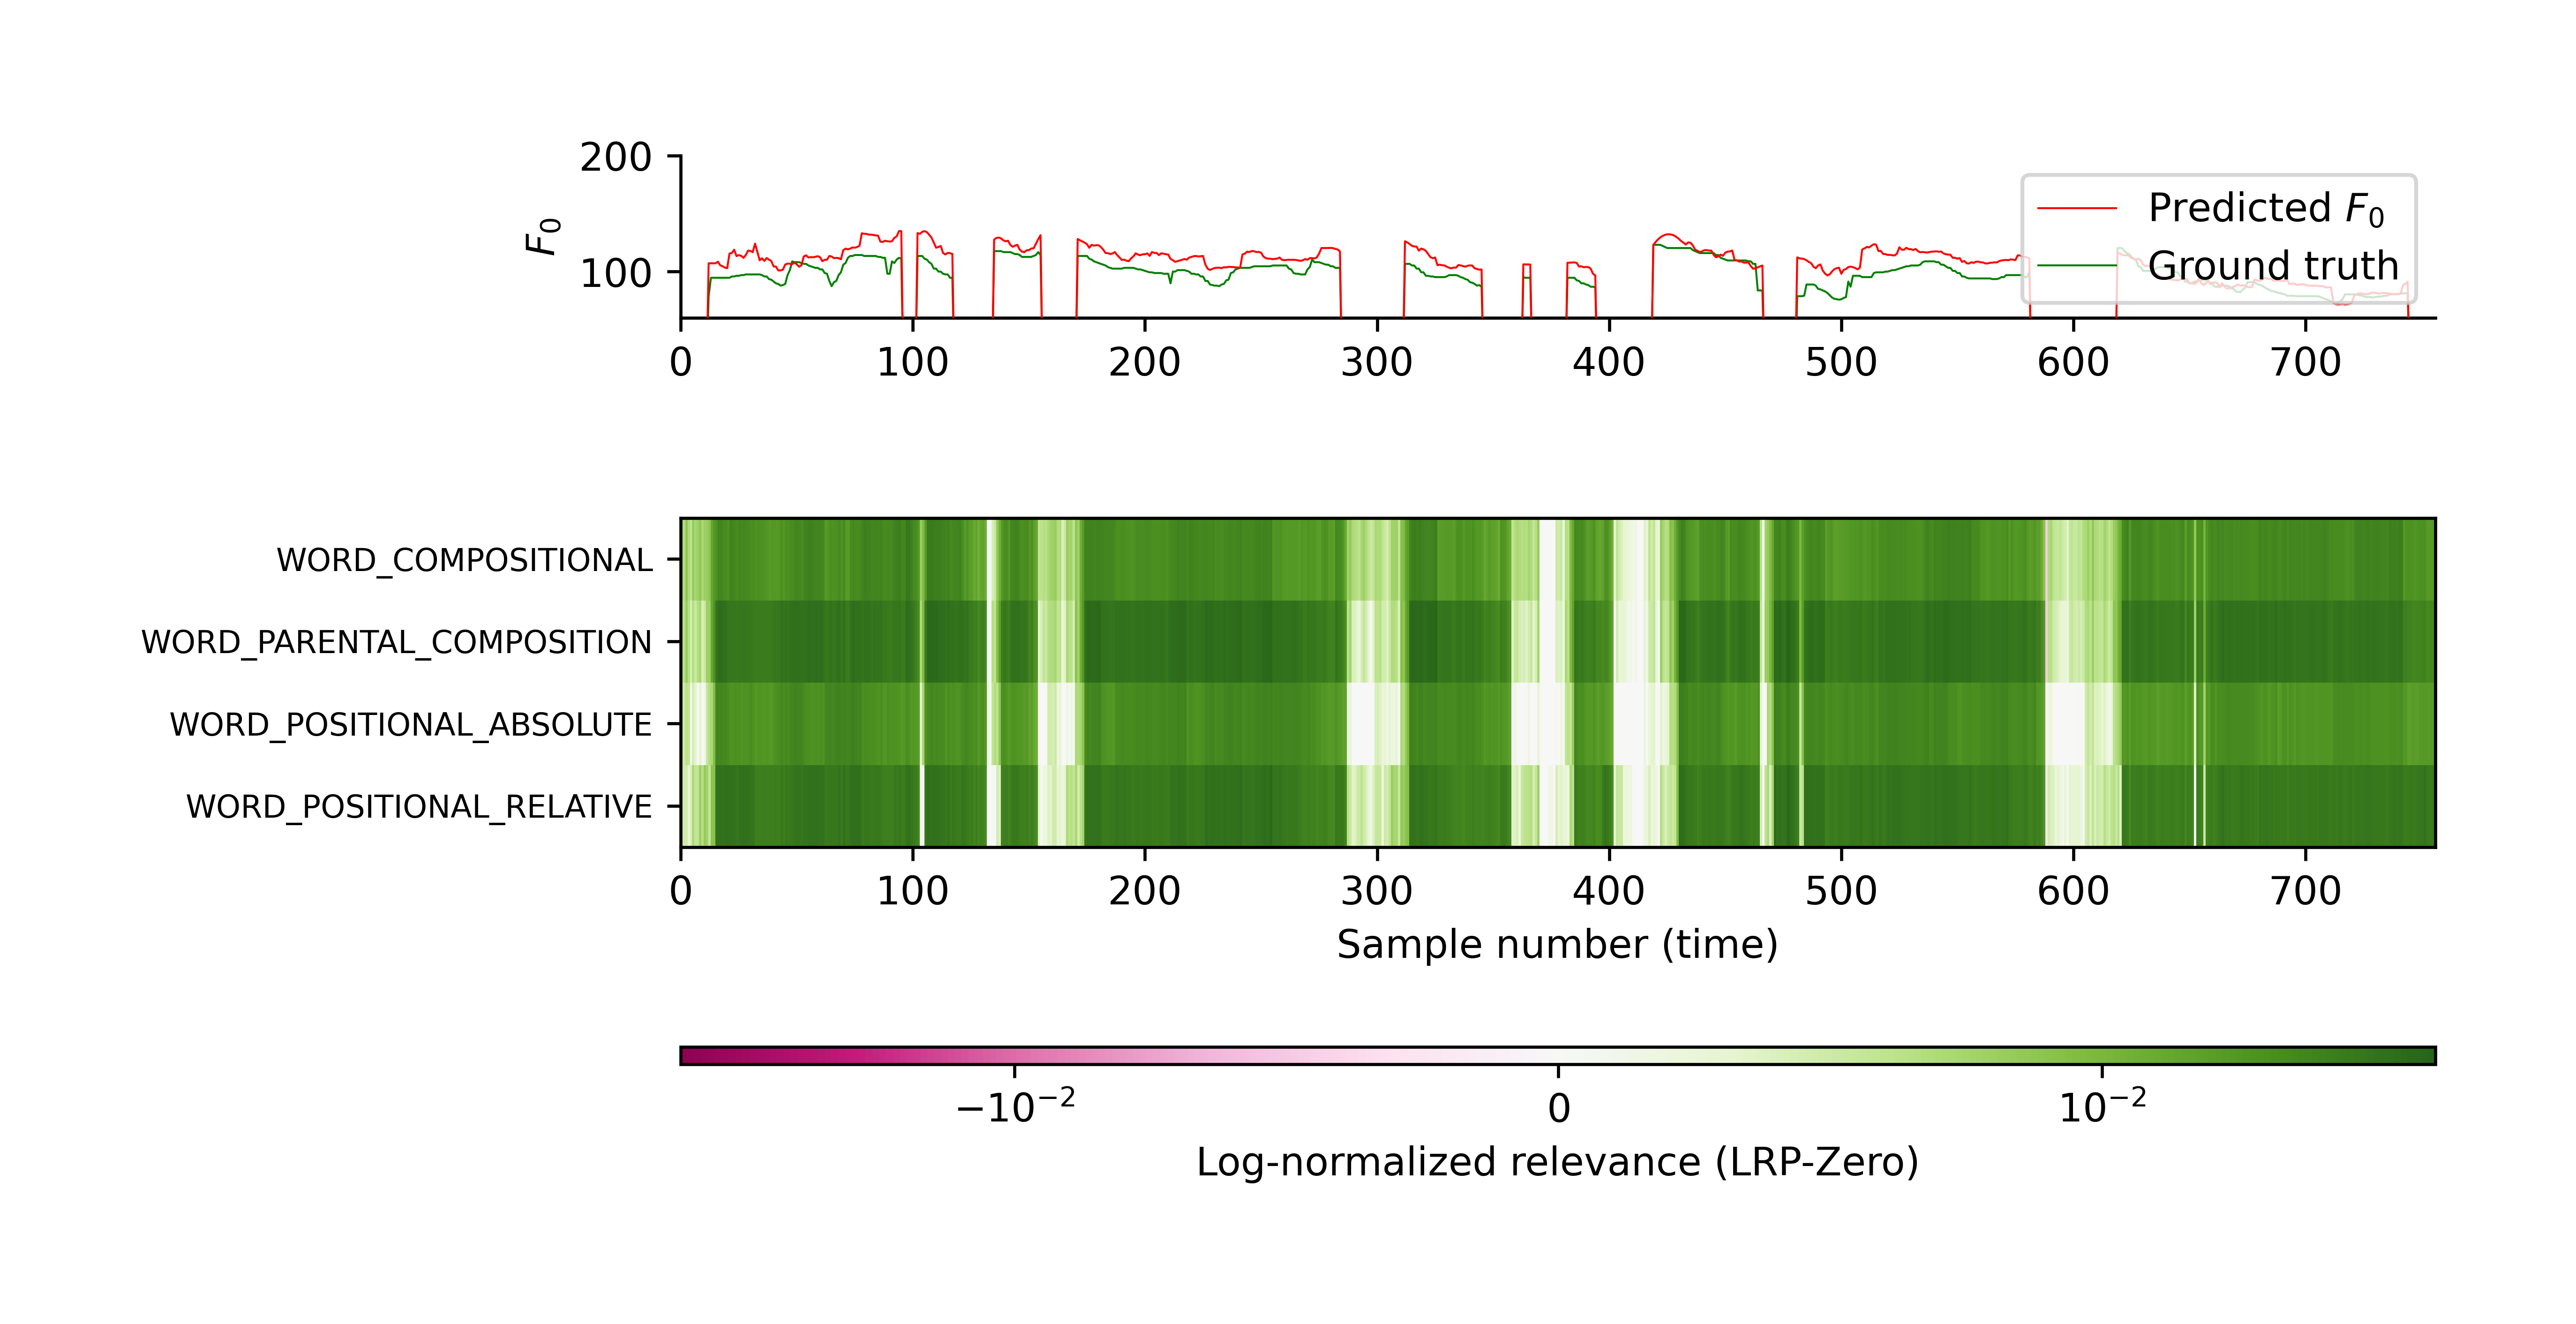 200
100
F₀
Predicted F₀
Ground truth
0 100 200 300 400 500 600 700
WORD_COMPOSITIONAL
WORD_PARENTAL_COMPOSITION
WORD_POSITIONAL_ABSOLUTE
WORD_POSITIONAL_RELATIVE
0 100 200 300 400 500 600 700
Sample number (time)
−10⁻² 0 10⁻²
Log-normalized relevance (LRP-Zero)